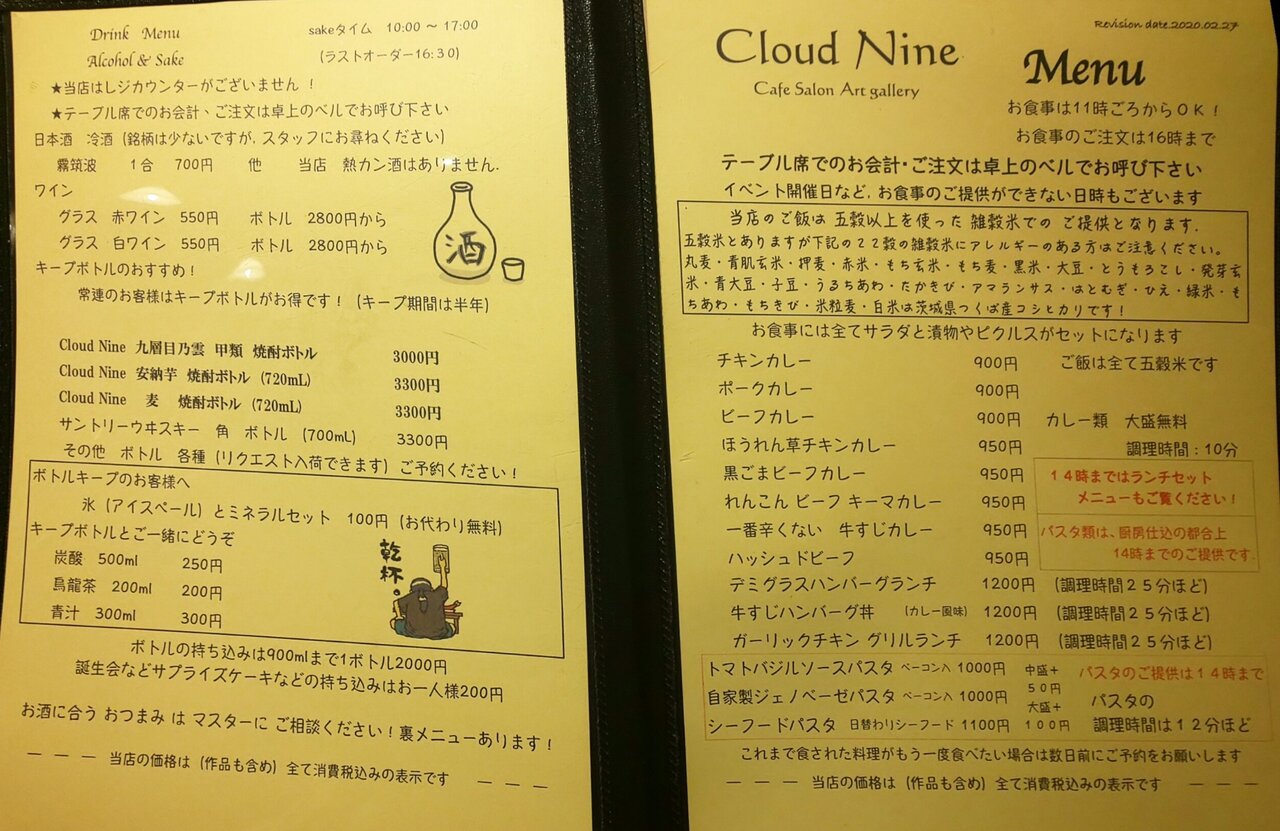 Drink Menu
Alcohol & Sake
sakeタイム 10:00 ～ 17:00
(ラストオーダー16:30)
★当店はレジカウンターがございません！
★テーブル席でのお会計、ご注文は卓上のベルでお呼び下さい
日本酒 冷酒 (銘柄は少ないですが, スタッフにお尋ねください)
霧筑波 1合 700円 他 当店 熱カン酒はありません.
ワイン
グラス 赤ワイン 550円 ボトル 2800円から
グラス 白ワイン 550円 ボトル 2800円から
酒
キープボトルのおすすめ！
常連のお客様はキープボトルがお得です！ (キープ期間は半年)
Cloud Nine 九層目乃雲 甲類 焼酎ボトル 3000円
Cloud Nine 安納芋 焼酎ボトル (720mL) 3300円
Cloud Nine 麦 焼酎ボトル (720mL) 3300円
サントリーウヰスキー 角 ボトル (700mL) 3300円
その他 ボトル 各種 (リクエスト入荷できます) ご予約ください！
ボトルキープのお客様へ
氷 (アイスペール) とミネラルセット 100円 (お代わり無料)
キープボトルとご一緒にどうぞ
炭酸 500ml 250円
烏龍茶 200ml 200円
青汁 300ml 300円
乾杯。
ボトルの持ち込みは900mlまで1ボトル2000円
誕生会などサプライズケーキなどの持ち込みはお一人様200円
お酒に合う おつまみ は マスターに ご相談ください！裏メニューあります！
— — — 当店の価格は (作品も含め) 全て消費税込みの表示です — — —
Revision date.2020.02.27
Cloud Nine
Cafe Salon Art gallery
Menu
お食事は11時ごろからOK！
お食事のご注文は16時まで
テーブル席でのお会計・ご注文は卓上のベルでお呼び下さい
イベント開催日など, お食事のご提供ができない日時もございます
当店のご飯は 五穀以上を使った 雑穀米での ご提供となります.
五穀米とありますが下記の２２穀の雑穀米にアレルギーのある方はご注意ください。
丸麦・青肌玄米・押麦・赤米・もち玄米・もち麦・黒米・大豆・とうもろこし・発芽玄
米・青大豆・子豆・うるちあわ・たかきび・アマランサス・はとむぎ・ひえ・緑米・も
ちあわ・もちきび・米粒麦・白米は茨城県つくば産コシヒカリです！
お食事には全てサラダと漬物やピクルスがセットになります
チキンカレー 900円 ご飯は全て五穀米です
ポークカレー 900円
ビーフカレー 900円 カレー類 大盛無料
ほうれん草チキンカレー 950円 調理時間：10分
黒ごまビーフカレー 950円
れんこん ビーフ キーマカレー 950円
一番辛くない 牛すじカレー 950円
ハッシュドビーフ 950円
１４時まではランチセット
メニューもご覧ください！
パスタ類は、厨房仕込の都合上
14時までのご提供です.
デミグラスハンバーグランチ 1200円 (調理時間２５分ほど)
牛すじハンバーグ丼 (カレー風味) 1200円 (調理時間２５分ほど)
ガーリックチキン グリルランチ 1200円 (調理時間２５分ほど)
トマトバジルソースパスタ ベーコン入 1000円
自家製ジェノベーゼパスタ ベーコン入 1000円
シーフードパスタ 日替わりシーフード 1100円
中盛+
５０円
大盛+
１００円
パスタのご提供は１４時まで
パスタの
調理時間は１２分ほど
これまで食された料理がもう一度食べたい場合は数日前にご予約をお願いします
— — — 当店の価格は (作品も含め) 全て消費税込みの表示です — — —